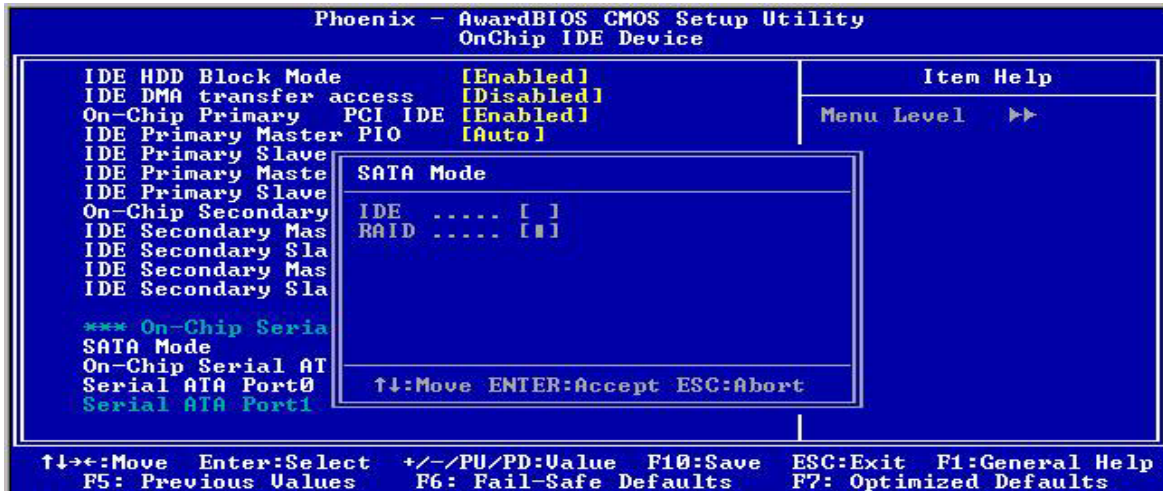 Phoenix - AwardBIOS CMOS Setup Utility
OnChip IDE Device
IDE HDD Block Mode [Enabled]
IDE DMA transfer access [Disabled]
On-Chip Primary PCI IDE [Enabled]
IDE Primary Master PIO [Auto]
IDE Primary Slave
IDE Primary Maste
IDE Primary Slave
On-Chip Secondary
IDE Secondary Mas
IDE Secondary Sla
IDE Secondary Mas
IDE Secondary Sla
*** On-Chip Seria
SATA Mode
On-Chip Serial AT
Serial ATA Port0
Serial ATA Port1
SATA Mode
IDE ..... [ ]
RAID ..... [■]
↑↓:Move ENTER:Accept ESC:Abort
Item Help
Menu Level ▶▶
↑↓→←:Move Enter:Select +/-/PU/PD:Value F10:Save ESC:Exit F1:General Help
F5: Previous Values F6: Fail-Safe Defaults F7: Optimized Defaults